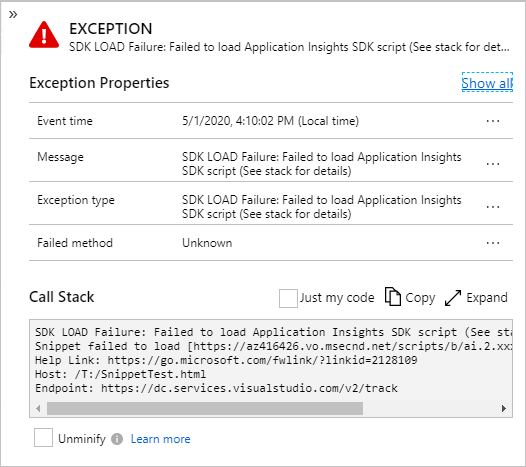 »
EXCEPTION
SDK LOAD Failure: Failed to load Application Insights SDK script (See stack for det...
Exception Properties
Show all
Event time 5/1/2020, 4:10:02 PM (Local time) ...
Message SDK LOAD Failure: Failed to load Application Insights
SDK script (See stack for details) ...
Exception type SDK LOAD Failure: Failed to load Application Insights
SDK script (See stack for details) ...
Failed method Unknown ...
Call Stack
Just my code Copy Expand
SDK LOAD Failure: Failed to load Application Insights SDK script (See sta
Snippet failed to load [https://az416426.vo.msecnd.net/scripts/b/ai.2.xx
Help Link: https://go.microsoft.com/fwlink/?linkid=2128109
Host: /T:/SnippetTest.html
Endpoint: https://dc.services.visualstudio.com/v2/track
Unminify Learn more